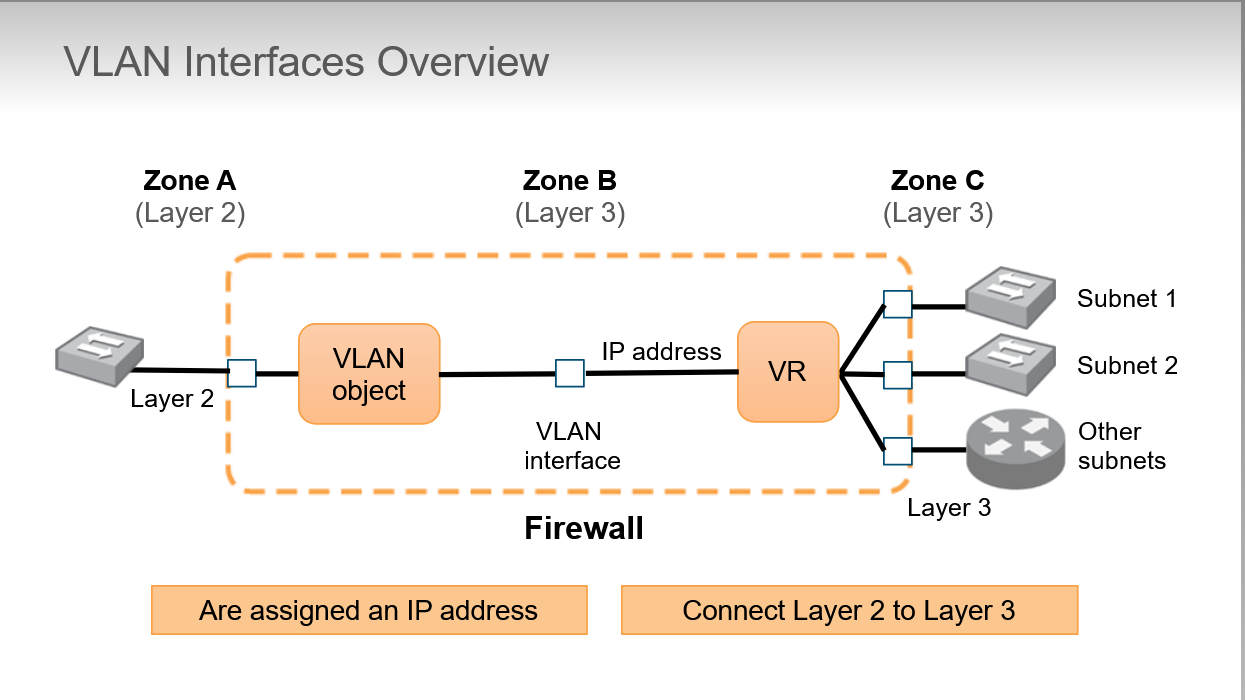 VLAN Interfaces Overview
Zone A
(Layer 2)
Zone B
(Layer 3)
Zone C
(Layer 3)
Layer 2
VLAN
object
VLAN
interface
IP address
VR
Subnet 1
Subnet 2
Other
subnets
Layer 3
Firewall
Are assigned an IP address
Connect Layer 2 to Layer 3